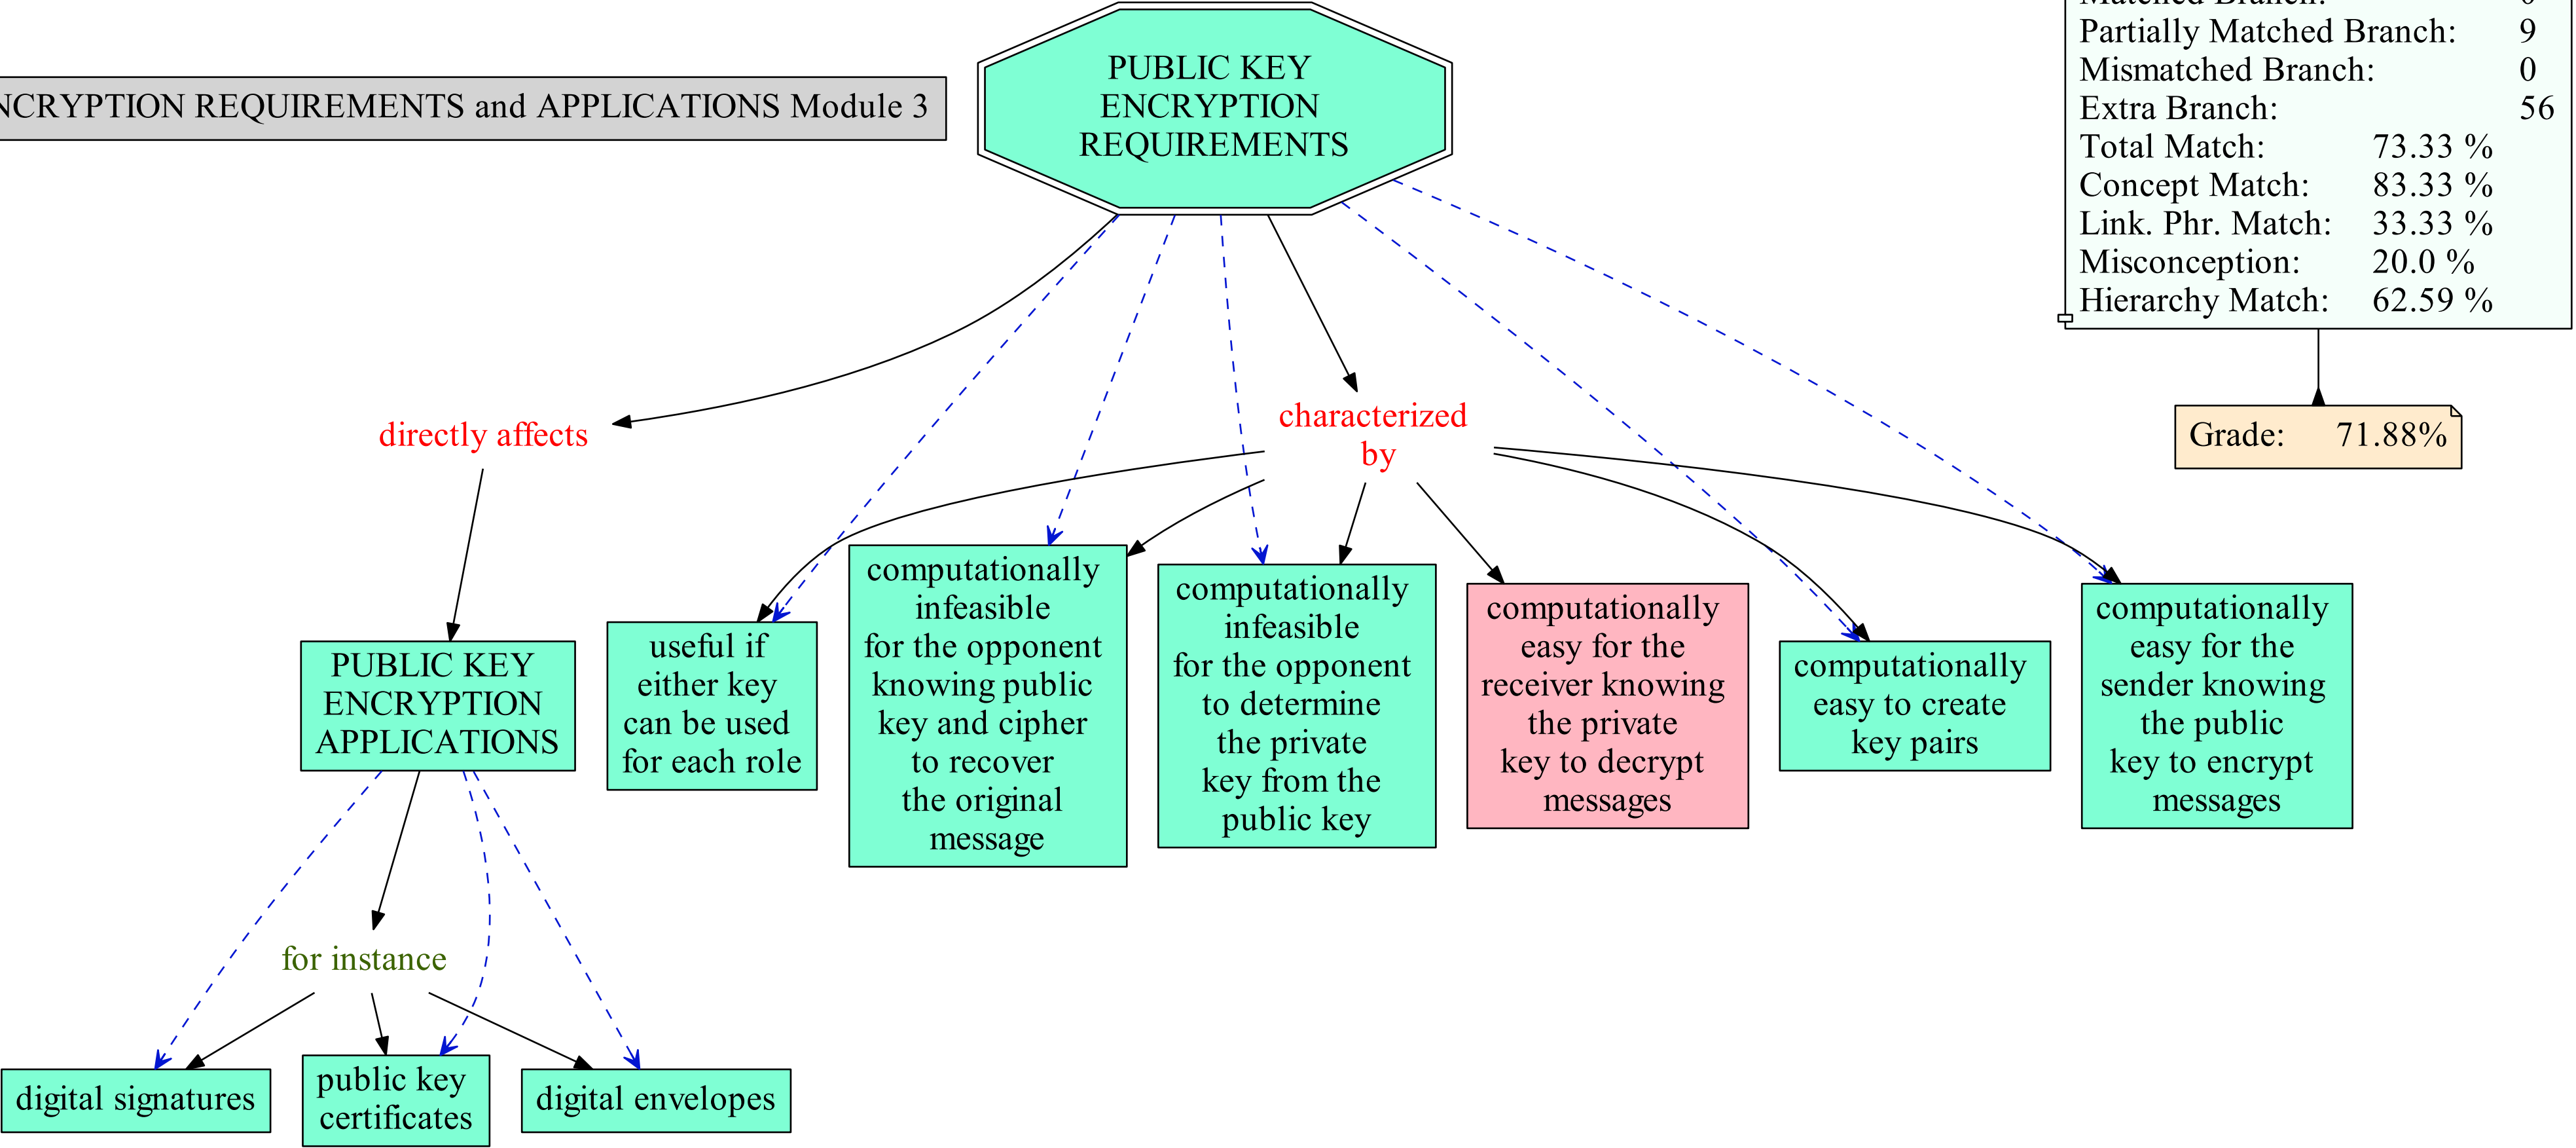 Partially Matched Branch: 9
Mismatched Branch: 0
Extra Branch: 56
Total Match: 73.33 %
Concept Match: 83.33 %
Link. Phr. Match: 33.33 %
Misconception: 20.0 %
Hierarchy Match: 62.59 %
PUBLIC KEY
ENCRYPTION
REQUIREMENTS
REQUIREMENTS and APPLICATIONS Module 3
Grade: 71.88%
directly affects
characterized
by
PUBLIC KEY
ENCRYPTION
APPLICATIONS
useful if
either key
can be used
for each role
computationally
infeasible
for the opponent
knowing public
key and cipher
to recover
the original
message
computationally
infeasible
for the opponent
to determine
the private
key from the
public key
computationally
easy for the
receiver knowing
the private
key to decrypt
messages
computationally
easy to create
key pairs
computationally
easy for the
sender knowing
the public
key to encrypt
messages
for instance
digital signatures
public key
certificates
digital envelopes